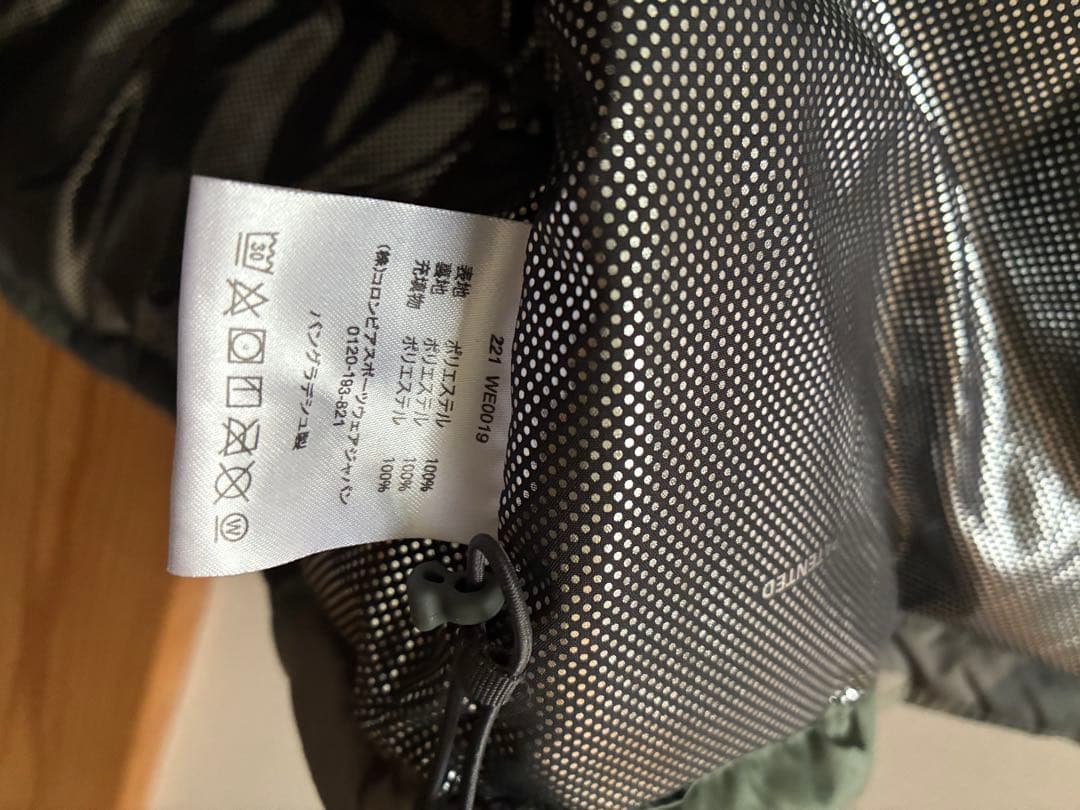 221 WE0019
表地 ポリエステル 100%
裏地 ポリエステル 100%
充填物 ポリエステル 100%
(株)コロンビアスポーツウェアジャパン
0120-193-821
バングラデシュ製
30
W
ENTED